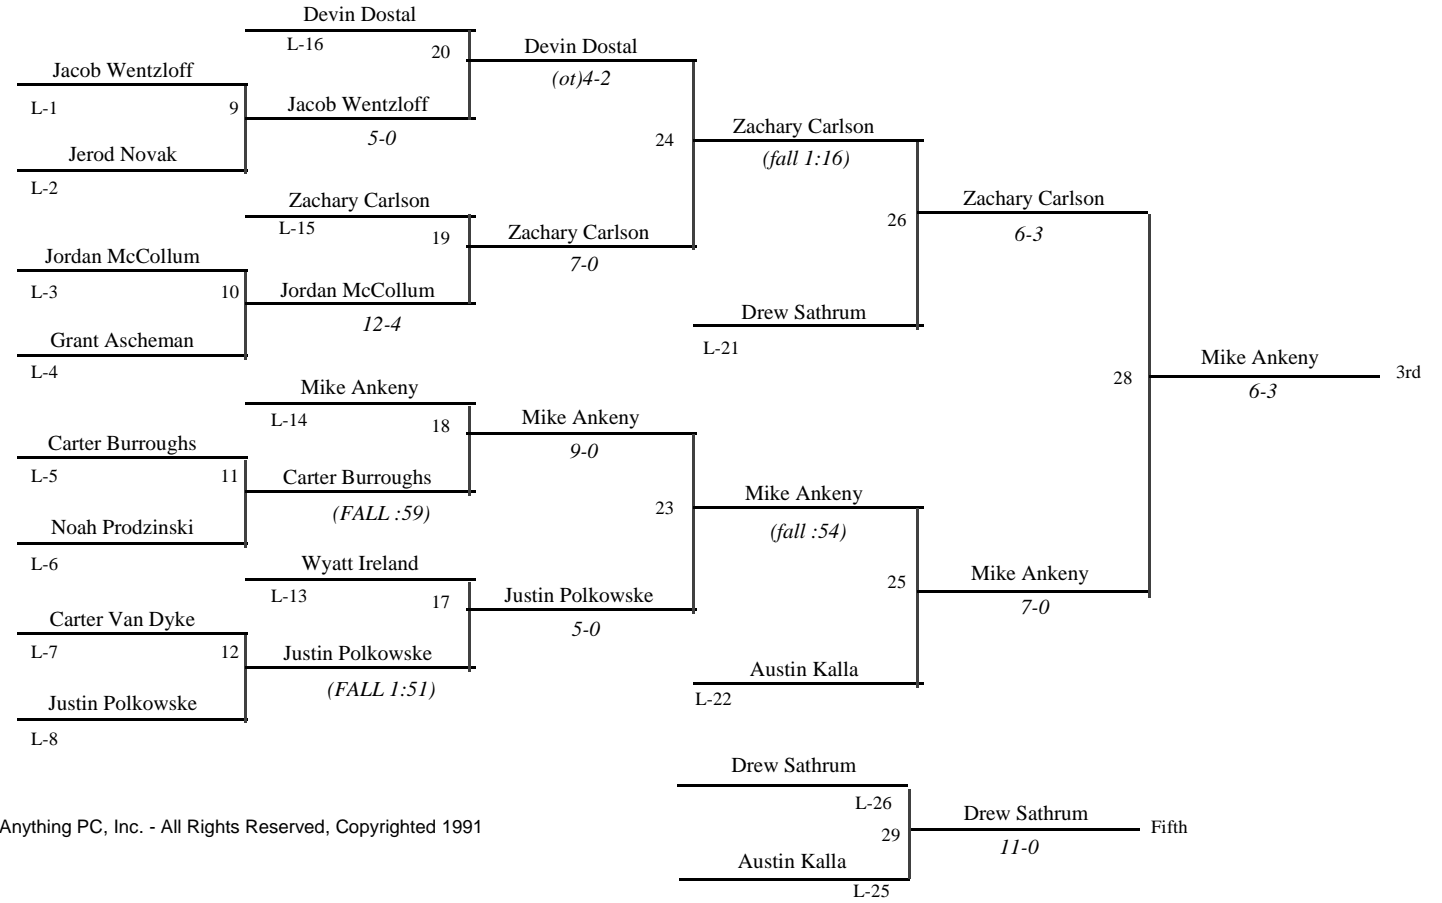 Devin Dostal
L-16
20
Devin Dostal
(ot)4-2
Jacob Wentzloff
L-1
9
Jacob Wentzloff
5-0
Jerod Novak
L-2
24
Zachary Carlson
(fall 1:16)
Zachary Carlson
L-15
19
Zachary Carlson
7-0
26
Zachary Carlson
6-3
Jordan McCollum
L-3
10
Jordan McCollum
12-4
Grant Ascheman
L-4
Drew Sathrum
L-21
28
Mike Ankeny
6-3
3rd
Mike Ankeny
L-14
18
Mike Ankeny
9-0
Carter Burroughs
L-5
11
Carter Burroughs
(FALL :59)
Noah Prodzinski
L-6
23
Mike Ankeny
(fall :54)
Wyatt Ireland
L-13
17
Justin Polkowske
5-0
25
Mike Ankeny
7-0
Carter Van Dyke
L-7
12
Justin Polkowske
(FALL 1:51)
Justin Polkowske
L-8
Austin Kalla
L-22
Drew Sathrum
L-26
29
Drew Sathrum
11-0
Fifth
Austin Kalla
L-25
Anything PC, Inc. - All Rights Reserved, Copyrighted 1991